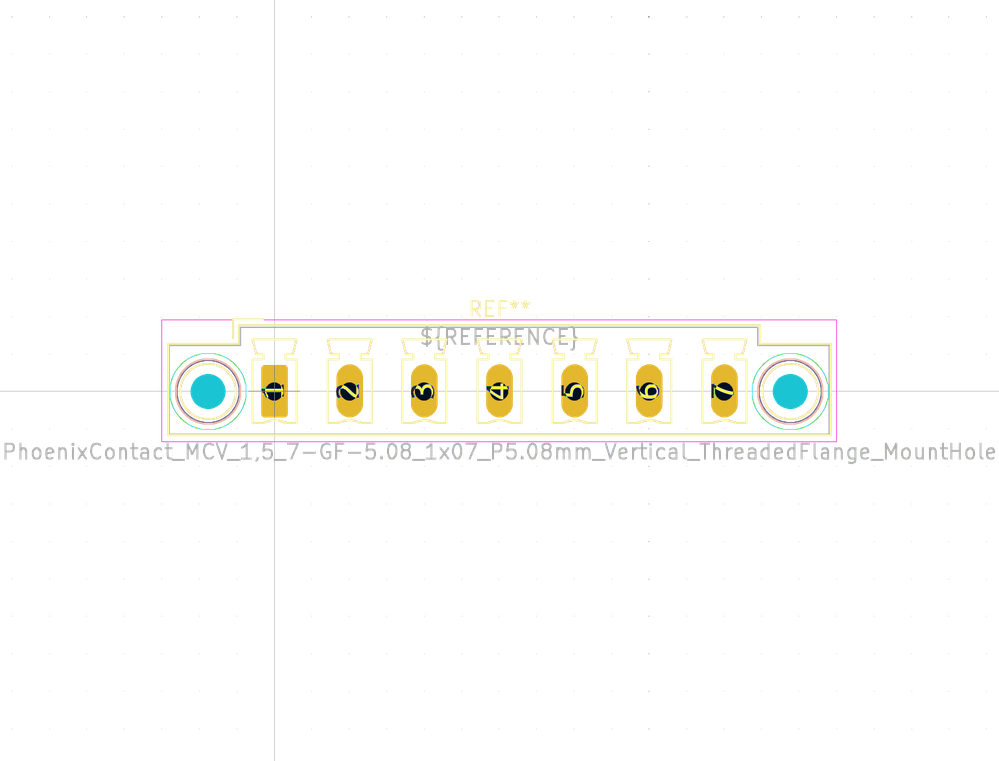 REF**
${REFERENCE}
1 2 3 4 5 6 7
PhoenixContact_MCV_1,5_7-GF-5.08_1x07_P5.08mm_Vertical_ThreadedFlange_MountHole